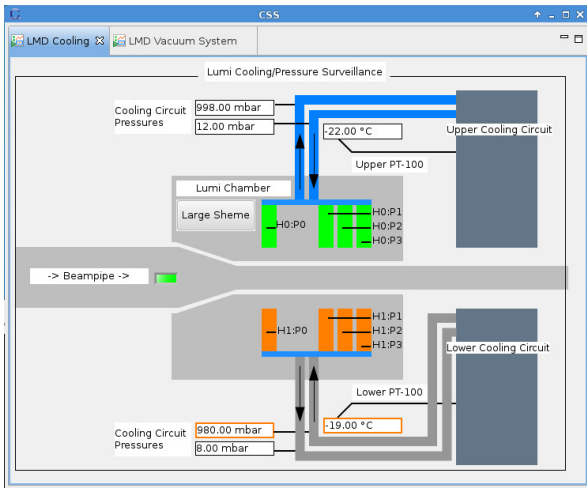 CSS
LMD Cooling
LMD Vacuum System
Lumi Cooling/Pressure Surveillance
Cooling Circuit
Pressures
998.00 mbar
12.00 mbar
-22.00 °C
Upper Cooling Circuit
Upper PT-100
Lumi Chamber
Large Sheme
H0:P0
H0:P1
H0:P2
H0:P3
-> Beampipe ->
H1:P0
H1:P1
H1:P2
H1:P3
Lower Cooling Circuit
Lower PT-100
Cooling Circuit
Pressures
980.00 mbar
8.00 mbar
-19.00 °C